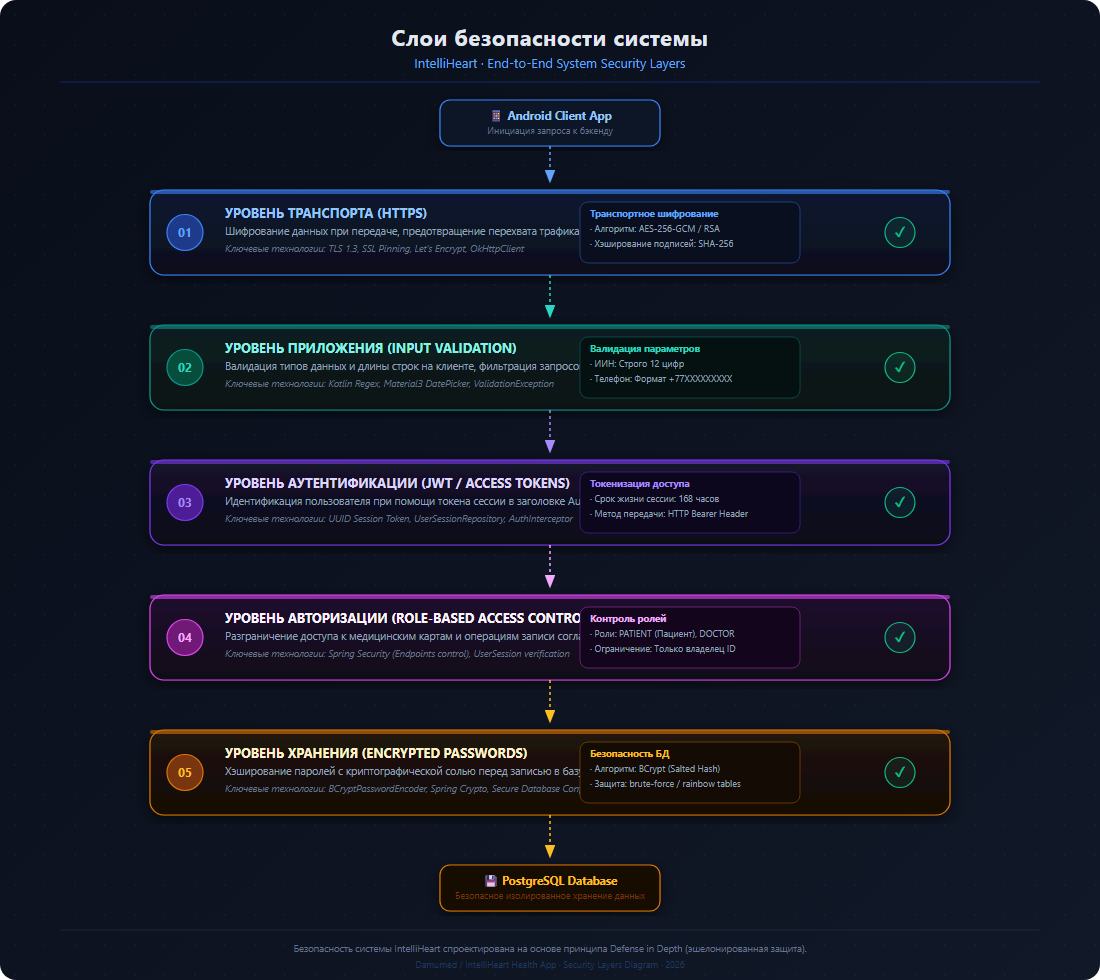 Слои безопасности системы
IntelliHeart · End-to-End System Security Layers
Android Client App
Инициация запроса к бэкенду
01
УРОВЕНЬ ТРАНСПОРТА (HTTPS)
Шифрование данных при передаче, предотвращение перехвата трафика
Ключевые технологии: TLS 1.3, SSL Pinning, Let's Encrypt, OkHttpClient
Транспортное шифрование
· Алгоритм: AES-256-GCM / RSA
· Хэширование подписей: SHA-256
✓
02
УРОВЕНЬ ПРИЛОЖЕНИЯ (INPUT VALIDATION)
Валидация типов данных и длины строк на клиенте, фильтрация запросо
Ключевые технологии: Kotlin Regex, Material3 DatePicker, ValidationException
Валидация параметров
· ИИН: Строго 12 цифр
· Телефон: Формат +77XXXXXXXXX
✓
03
УРОВЕНЬ АУТЕНТИФИКАЦИИ (JWT / ACCESS TOKENS)
Идентификация пользователя при помощи токена сессии в заголовке Au
Ключевые технологии: UUID Session Token, UserSessionRepository, AuthInterceptor
Токенизация доступа
· Срок жизни сессии: 168 часов
· Метод передачи: HTTP Bearer Header
✓
04
УРОВЕНЬ АВТОРИЗАЦИИ (ROLE-BASED ACCESS CONTRO
Разграничение доступа к медицинским картам и операциям записи согла
Ключевые технологии: Spring Security (Endpoints control), UserSession verification
Контроль ролей
· Роли: PATIENT (Пациент), DOCTOR
· Ограничение: Только владелец ID
✓
05
УРОВЕНЬ ХРАНЕНИЯ (ENCRYPTED PASSWORDS)
Хэширование паролей с криптографической солью перед записью в базу
Ключевые технологии: BCryptPasswordEncoder, Spring Crypto, Secure Database Con
Безопасность БД
· Алгоритм: BCrypt (Salted Hash)
· Защита: brute-force / rainbow tables
✓
PostgreSQL Database
Безопасное изолированное хранение данных
Безопасность системы IntelliHeart спроектирована на основе принципа Defense in Depth (эшелонированная защита).
Damumed / IntelliHeart Health App · Security Layers Diagram · 2026